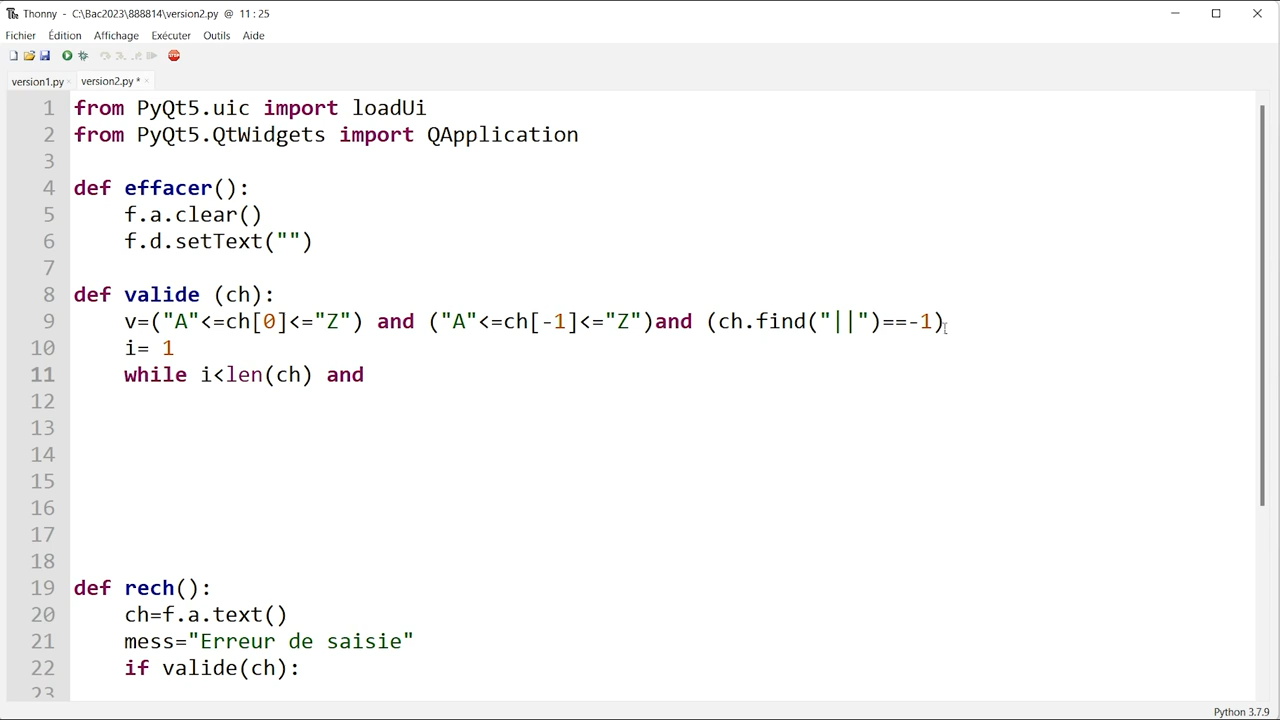 Thonny - C:\Bac2023\888814\version2.py @ 11 : 25
Fichier Édition Affichage Exécuter Outils Aide
STOP
version1.py × version2.py * ×
1 from PyQt5.uic import loadUi
2 from PyQt5.QtWidgets import QApplication
3
4 def effacer():
5     f.a.clear()
6     f.d.setText("")
7
8 def valide (ch):
9     v=("A"<=ch[0]<="Z") and ("A"<=ch[-1]<="Z")and (ch.find("||")==-1)
10     i= 1
11     while i<len(ch) and
12
13
14
15
16
17
18
19 def rech():
20     ch=f.a.text()
21     mess="Erreur de saisie"
22     if valide(ch):
23
Python 3.7.9